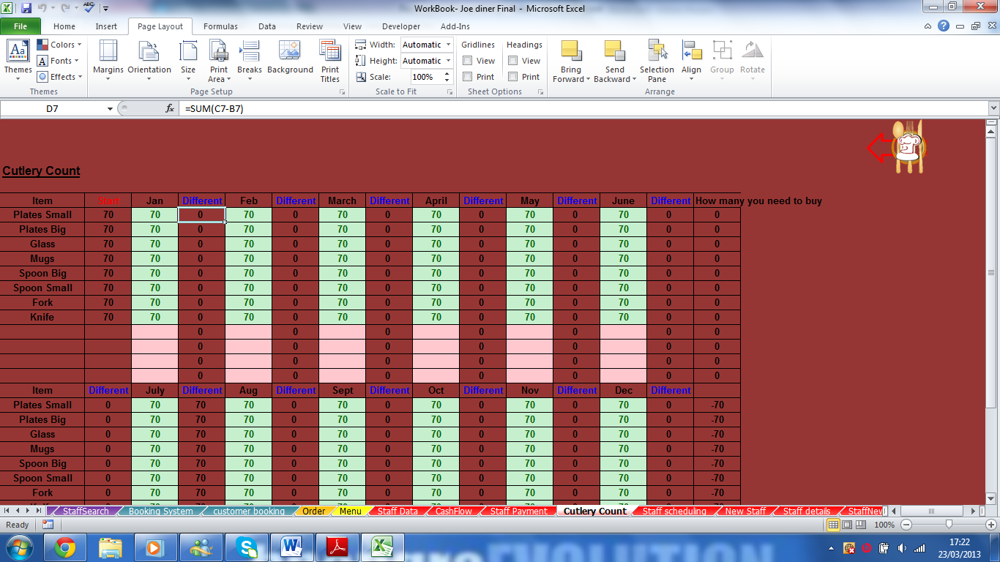 WorkBook- Joe diner Final - Microsoft Excel
File Home Insert Page Layout Formulas Data Review View Developer Add-Ins
Colors Width: Automatic Gridlines Headings
Fonts Height: Automatic View View
Effects Scale: 100% Print Print
Themes Margins Orientation Size Print Area Breaks Background Print Titles Bring Forward Send Backward Selection Pane Align Group Rotate
Themes Page Setup Scale to Fit Sheet Options Arrange
D7 fx =SUM(C7-B7)
Cutlery Count
Item Start Jan Different Feb Different March Different April Different May Different June Different How many you need to buy
Plates Small 70 70 0 70 0 70 0 70 0 70 0 70 0 0
Plates Big 70 70 0 70 0 70 0 70 0 70 0 70 0 0
Glass 70 70 0 70 0 70 0 70 0 70 0 70 0 0
Mugs 70 70 0 70 0 70 0 70 0 70 0 70 0 0
Spoon Big 70 70 0 70 0 70 0 70 0 70 0 70 0 0
Spoon Small 70 70 0 70 0 70 0 70 0 70 0 70 0 0
Fork 70 70 0 70 0 70 0 70 0 70 0 70 0 0
Knife 70 70 0 70 0 70 0 70 0 70 0 70 0 0
0 0 0 0 0 0 0
0 0 0 0 0 0 0
0 0 0 0 0 0 0
0 0 0 0 0 0 0
Item Different July Different Aug Different Sept Different Oct Different Nov Different Dec Different
Plates Small 0 70 70 70 0 70 0 70 0 70 0 70 0 -70
Plates Big 0 70 70 70 0 70 0 70 0 70 0 70 0 -70
Glass 0 70 70 70 0 70 0 70 0 70 0 70 0 -70
Mugs 0 70 70 70 0 70 0 70 0 70 0 70 0 -70
Spoon Big 0 70 70 70 0 70 0 70 0 70 0 70 0 -70
Spoon Small 0 70 70 70 0 70 0 70 0 70 0 70 0 -70
Fork 0 70 70 70 0 70 0 70 0 70 0 70 0 -70
StaffSearch Booking System customer booking Order Menu Staff Data CashFlow Staff Payment Cutlery Count Staff scheduling New Staff Staff details StaffNew
Ready 100%
17:22
23/03/2013